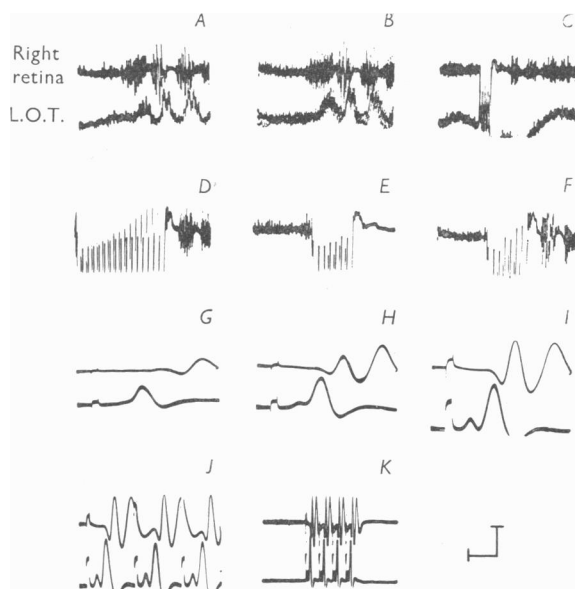 A B C
Right
retina
L.O.T.
D E F
G H I
J K